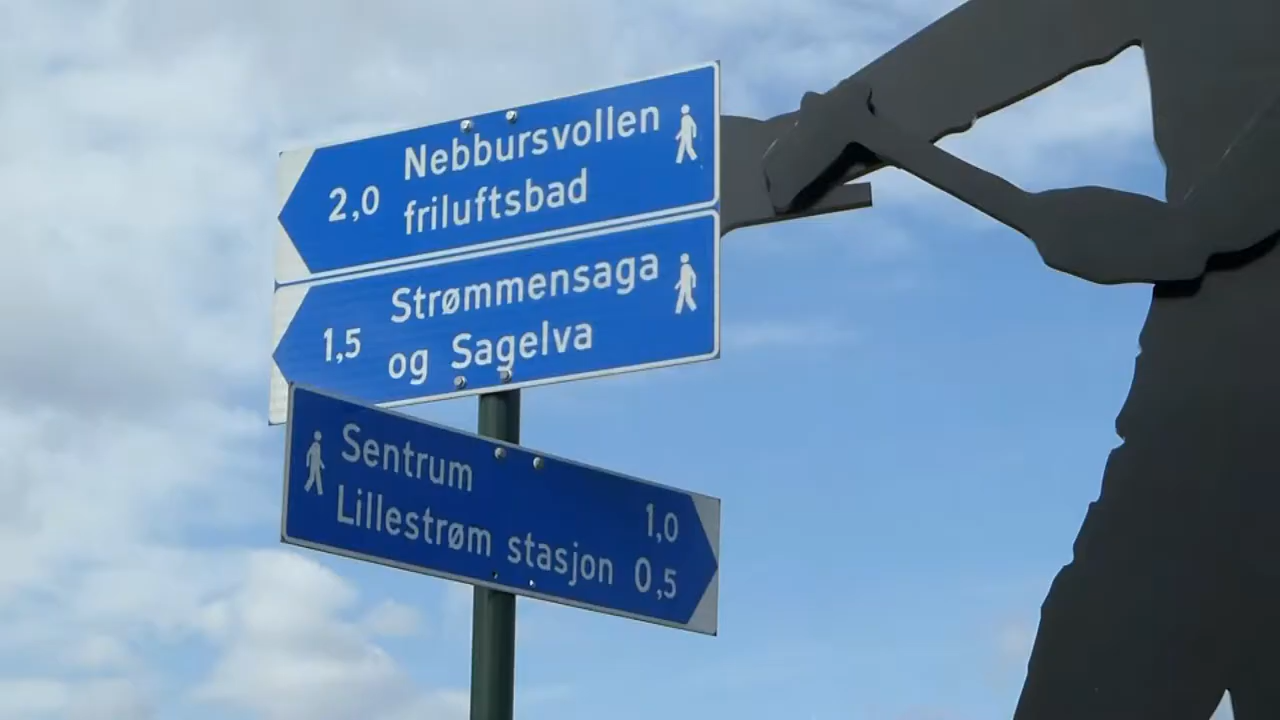 2,0 Nebbursvollen
friluftsbad
1,5 Strømmensaga
og Sagelva
Sentrum 1,0
Lillestrøm stasjon 0,5